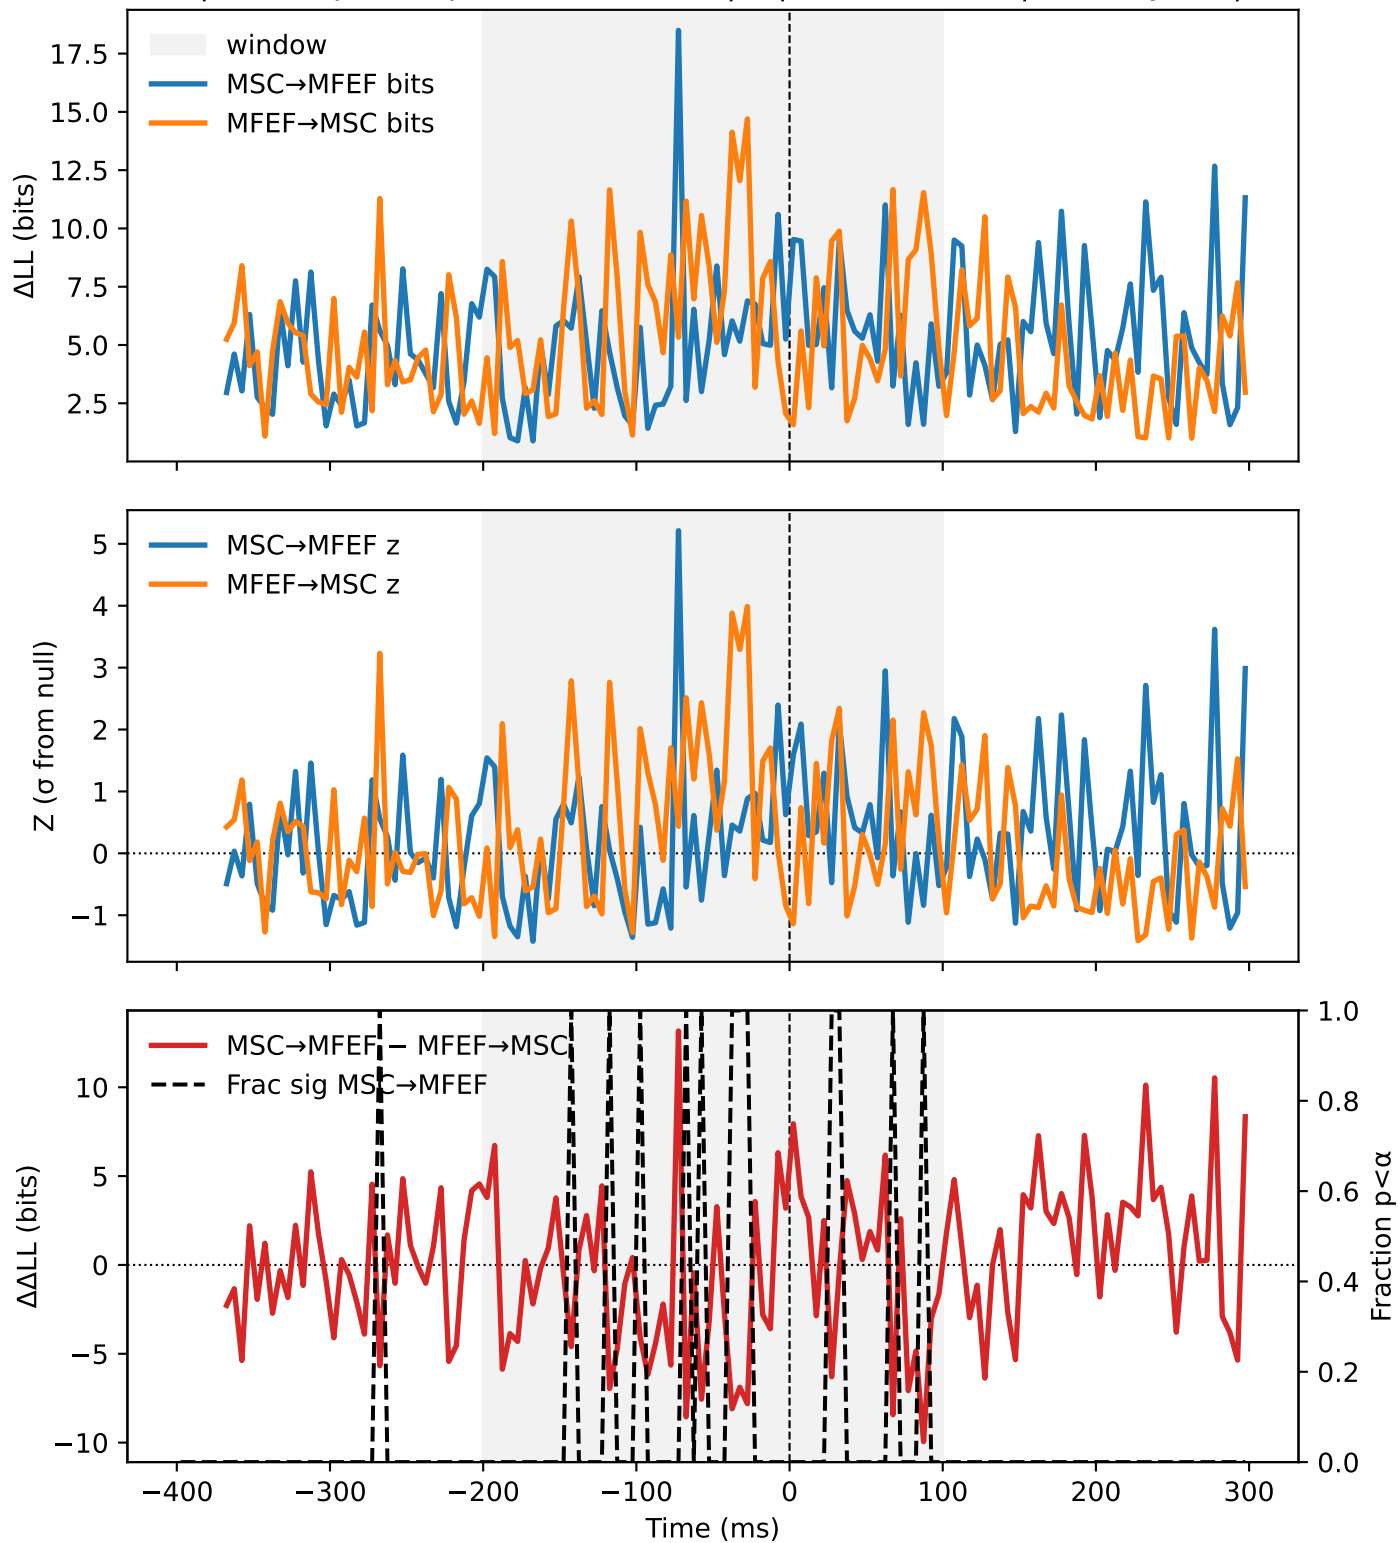 window
MSC→MFEF bits
MFEF→MSC bits
ΔLL (bits)
17.5
15.0
12.5
10.0
7.5
5.0
2.5
MSC→MFEF z
MFEF→MSC z
Z (σ from null)
5
4
3
2
1
0
−1
MSC→MFEF − MFEF→MSC
Frac sig MSC→MFEF
ΔΔLL (bits)
10
5
0
−5
−10
1.0
0.8
0.6
0.4
0.2
0.0
Fraction p<α
−400 −300 −200 −100 0 100 200 300
Time (ms)